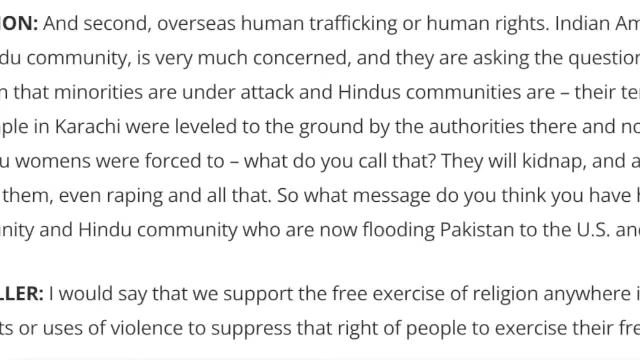 ION: And second, overseas human trafficking or human rights. Indian Am
du community, is very much concerned, and they are asking the question
n that minorities are under attack and Hindus communities are – their te
ple in Karachi were leveled to the ground by the authorities there and no
u womens were forced to – what do you call that? They will kidnap, and a
them, even raping and all that. So what message do you think you have h
unity and Hindu community who are now flooding Pakistan to the U.S. and
LLER: I would say that we support the free exercise of religion anywhere i
ts or uses of violence to suppress that right of people to exercise their fre